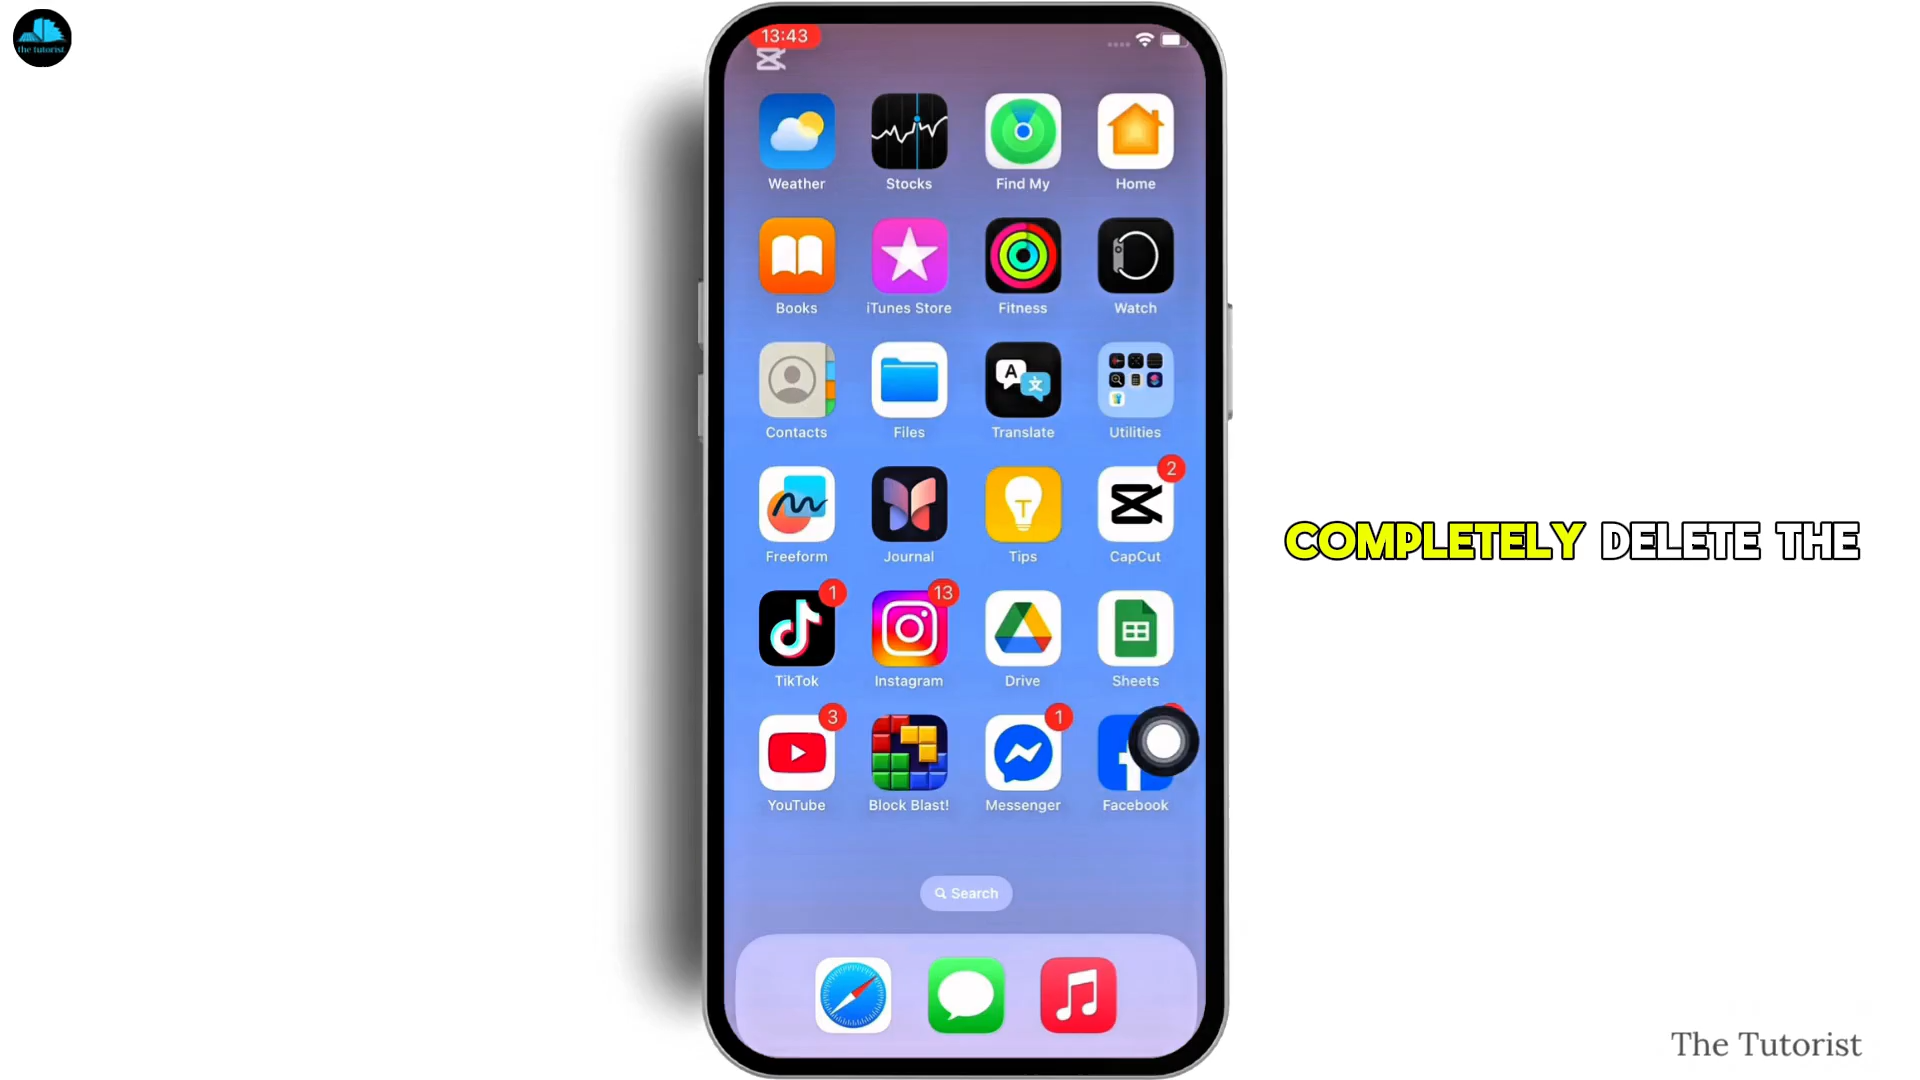 the tutorist
13:43
Weather Stocks Find My Home
Books iTunes Store Fitness Watch
Contacts Files Translate Utilities
2
Freeform Journal Tips CapCut
1 13
TikTok Instagram Drive Sheets
3 1
YouTube Block Blast! Messenger Facebook
Search
COMPLETELY DELETE THE
The Tutorist